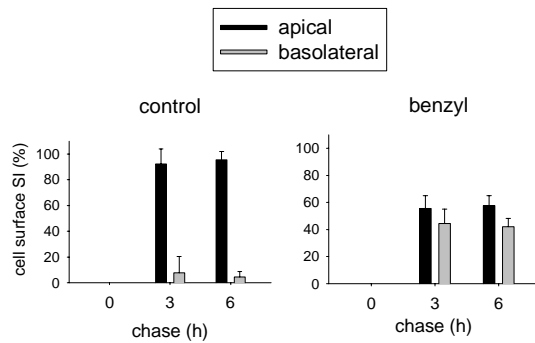 apical
basolateral
control
benzyl
cell surface SI (%)
100
80
60
40
20
0
0
3
6
chase (h)
100
80
60
40
20
0
0
3
6
chase (h)